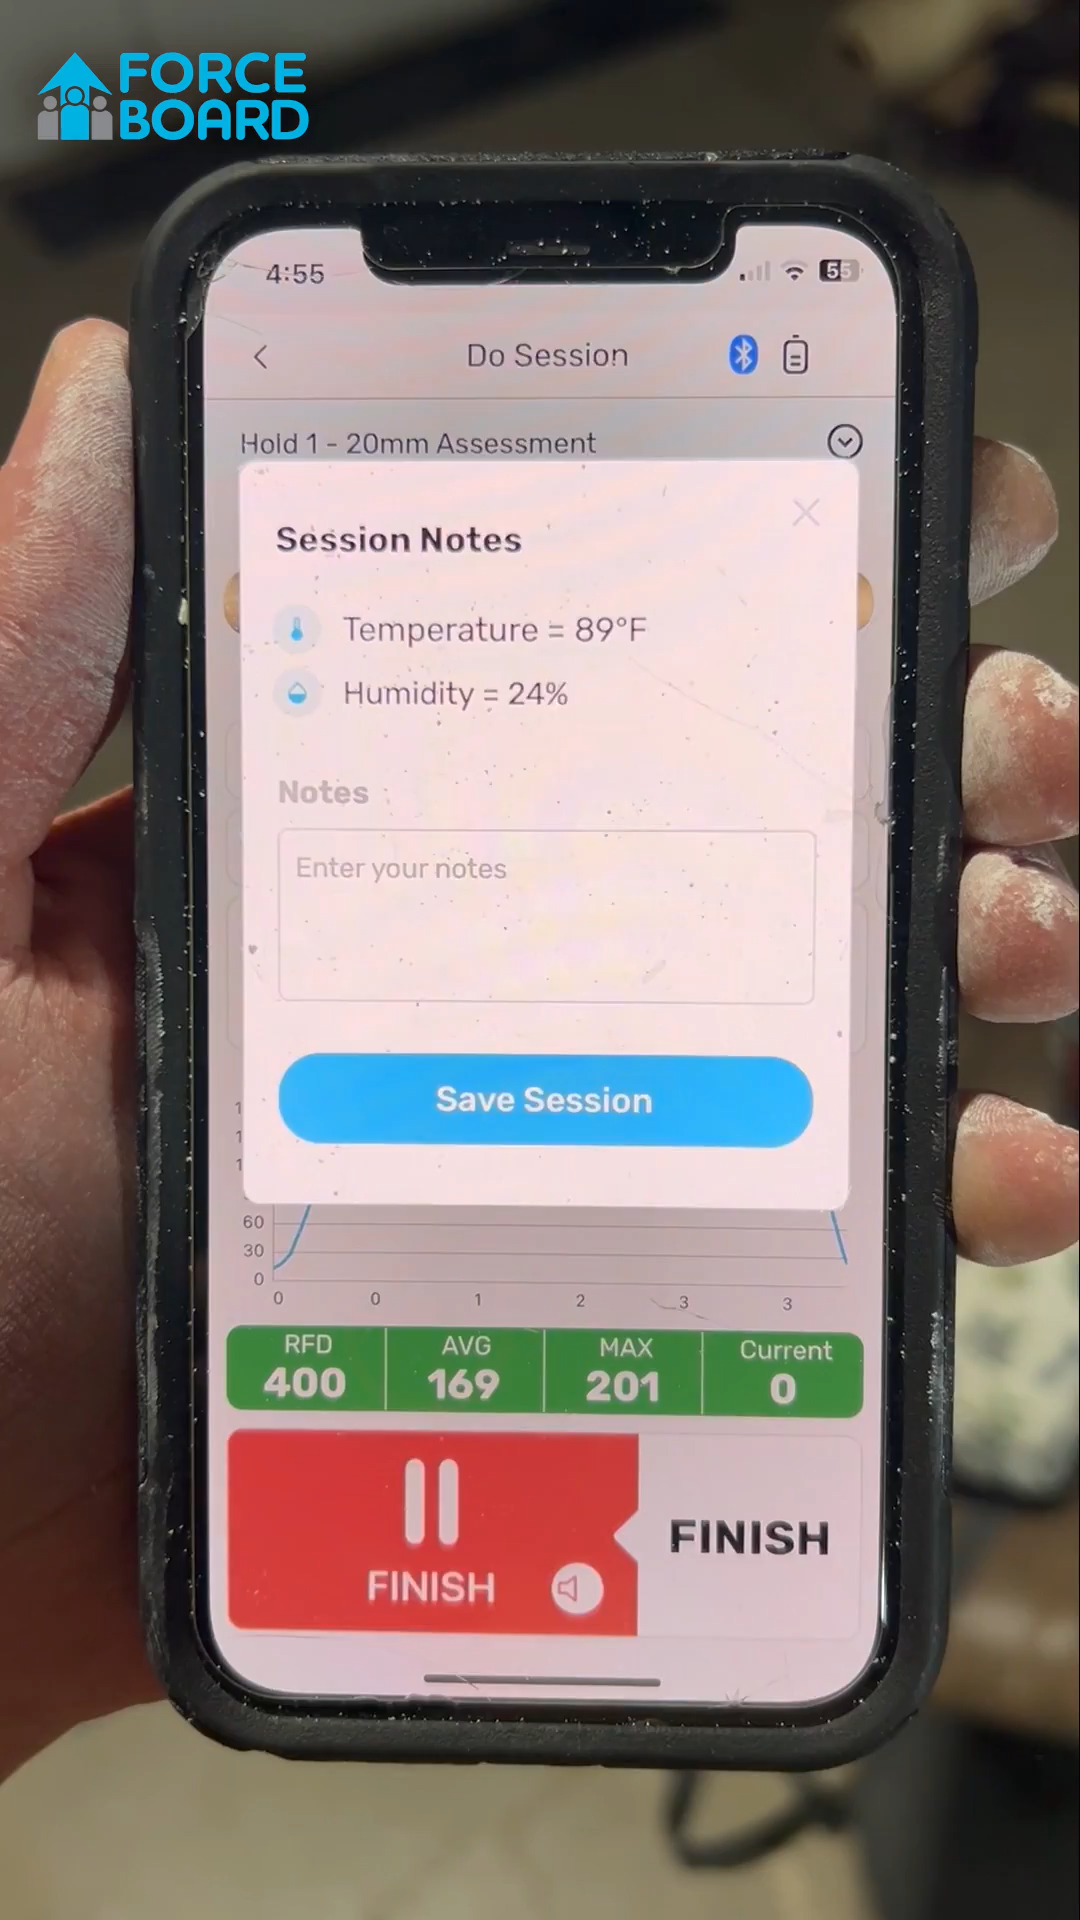 FORCE
BOARD
4:55
55
Do Session
Hold 1 - 20mm Assessment
Session Notes
Temperature = 89°F
Humidity = 24%
Notes
Enter your notes
Save Session
60
30
0
0 0 1 2 3 3
RFD AVG MAX Current
400 169 201 0
FINISH
FINISH